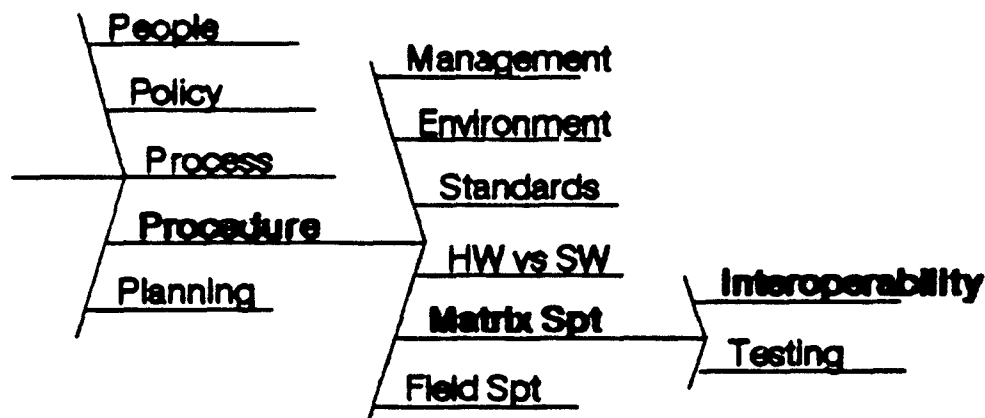 People
Policy
Process
Procedure
Planning
Management
Environment
Standards
HW vs SW
Matrix Spt
Field Spt
Interoperability
Testing